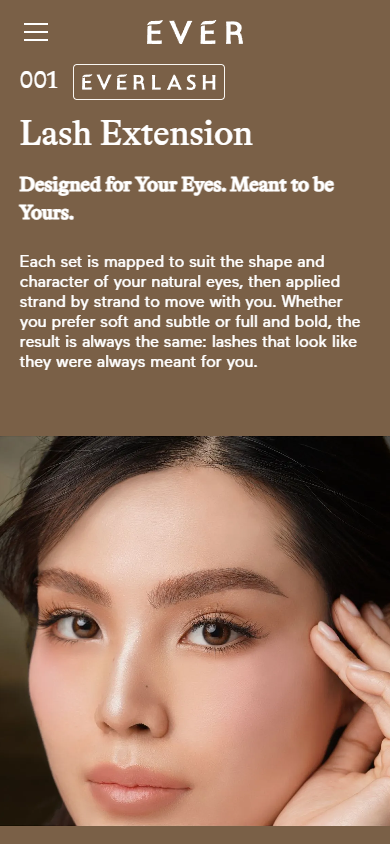 EVER
001 EVERLASH
Lash Extension
Designed for Your Eyes. Meant to be
Yours.
Each set is mapped to suit the shape and
character of your natural eyes, then applied
strand by strand to move with you. Whether
you prefer soft and subtle or full and bold, the
result is always the same: lashes that look like
they were always meant for you.